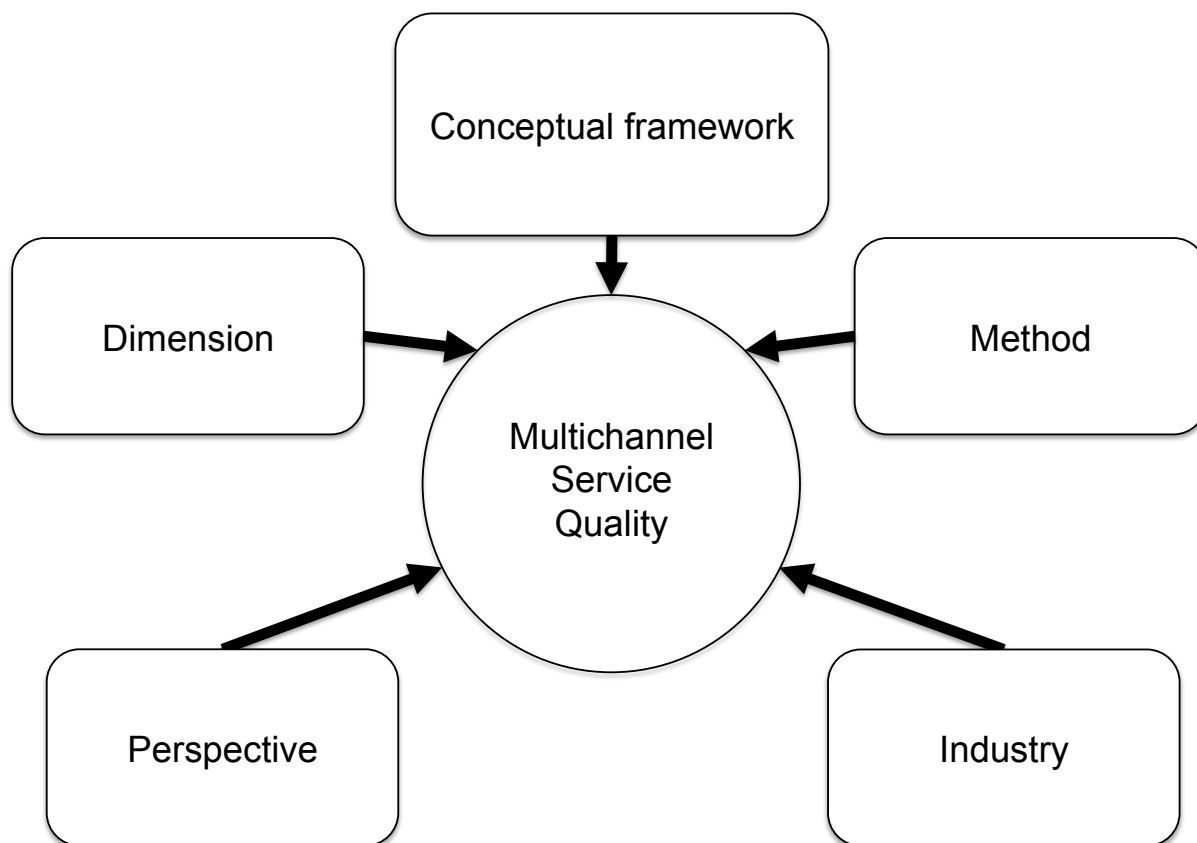 Conceptual framework
Dimension
Method
Multichannel
Service
Quality
Perspective
Industry